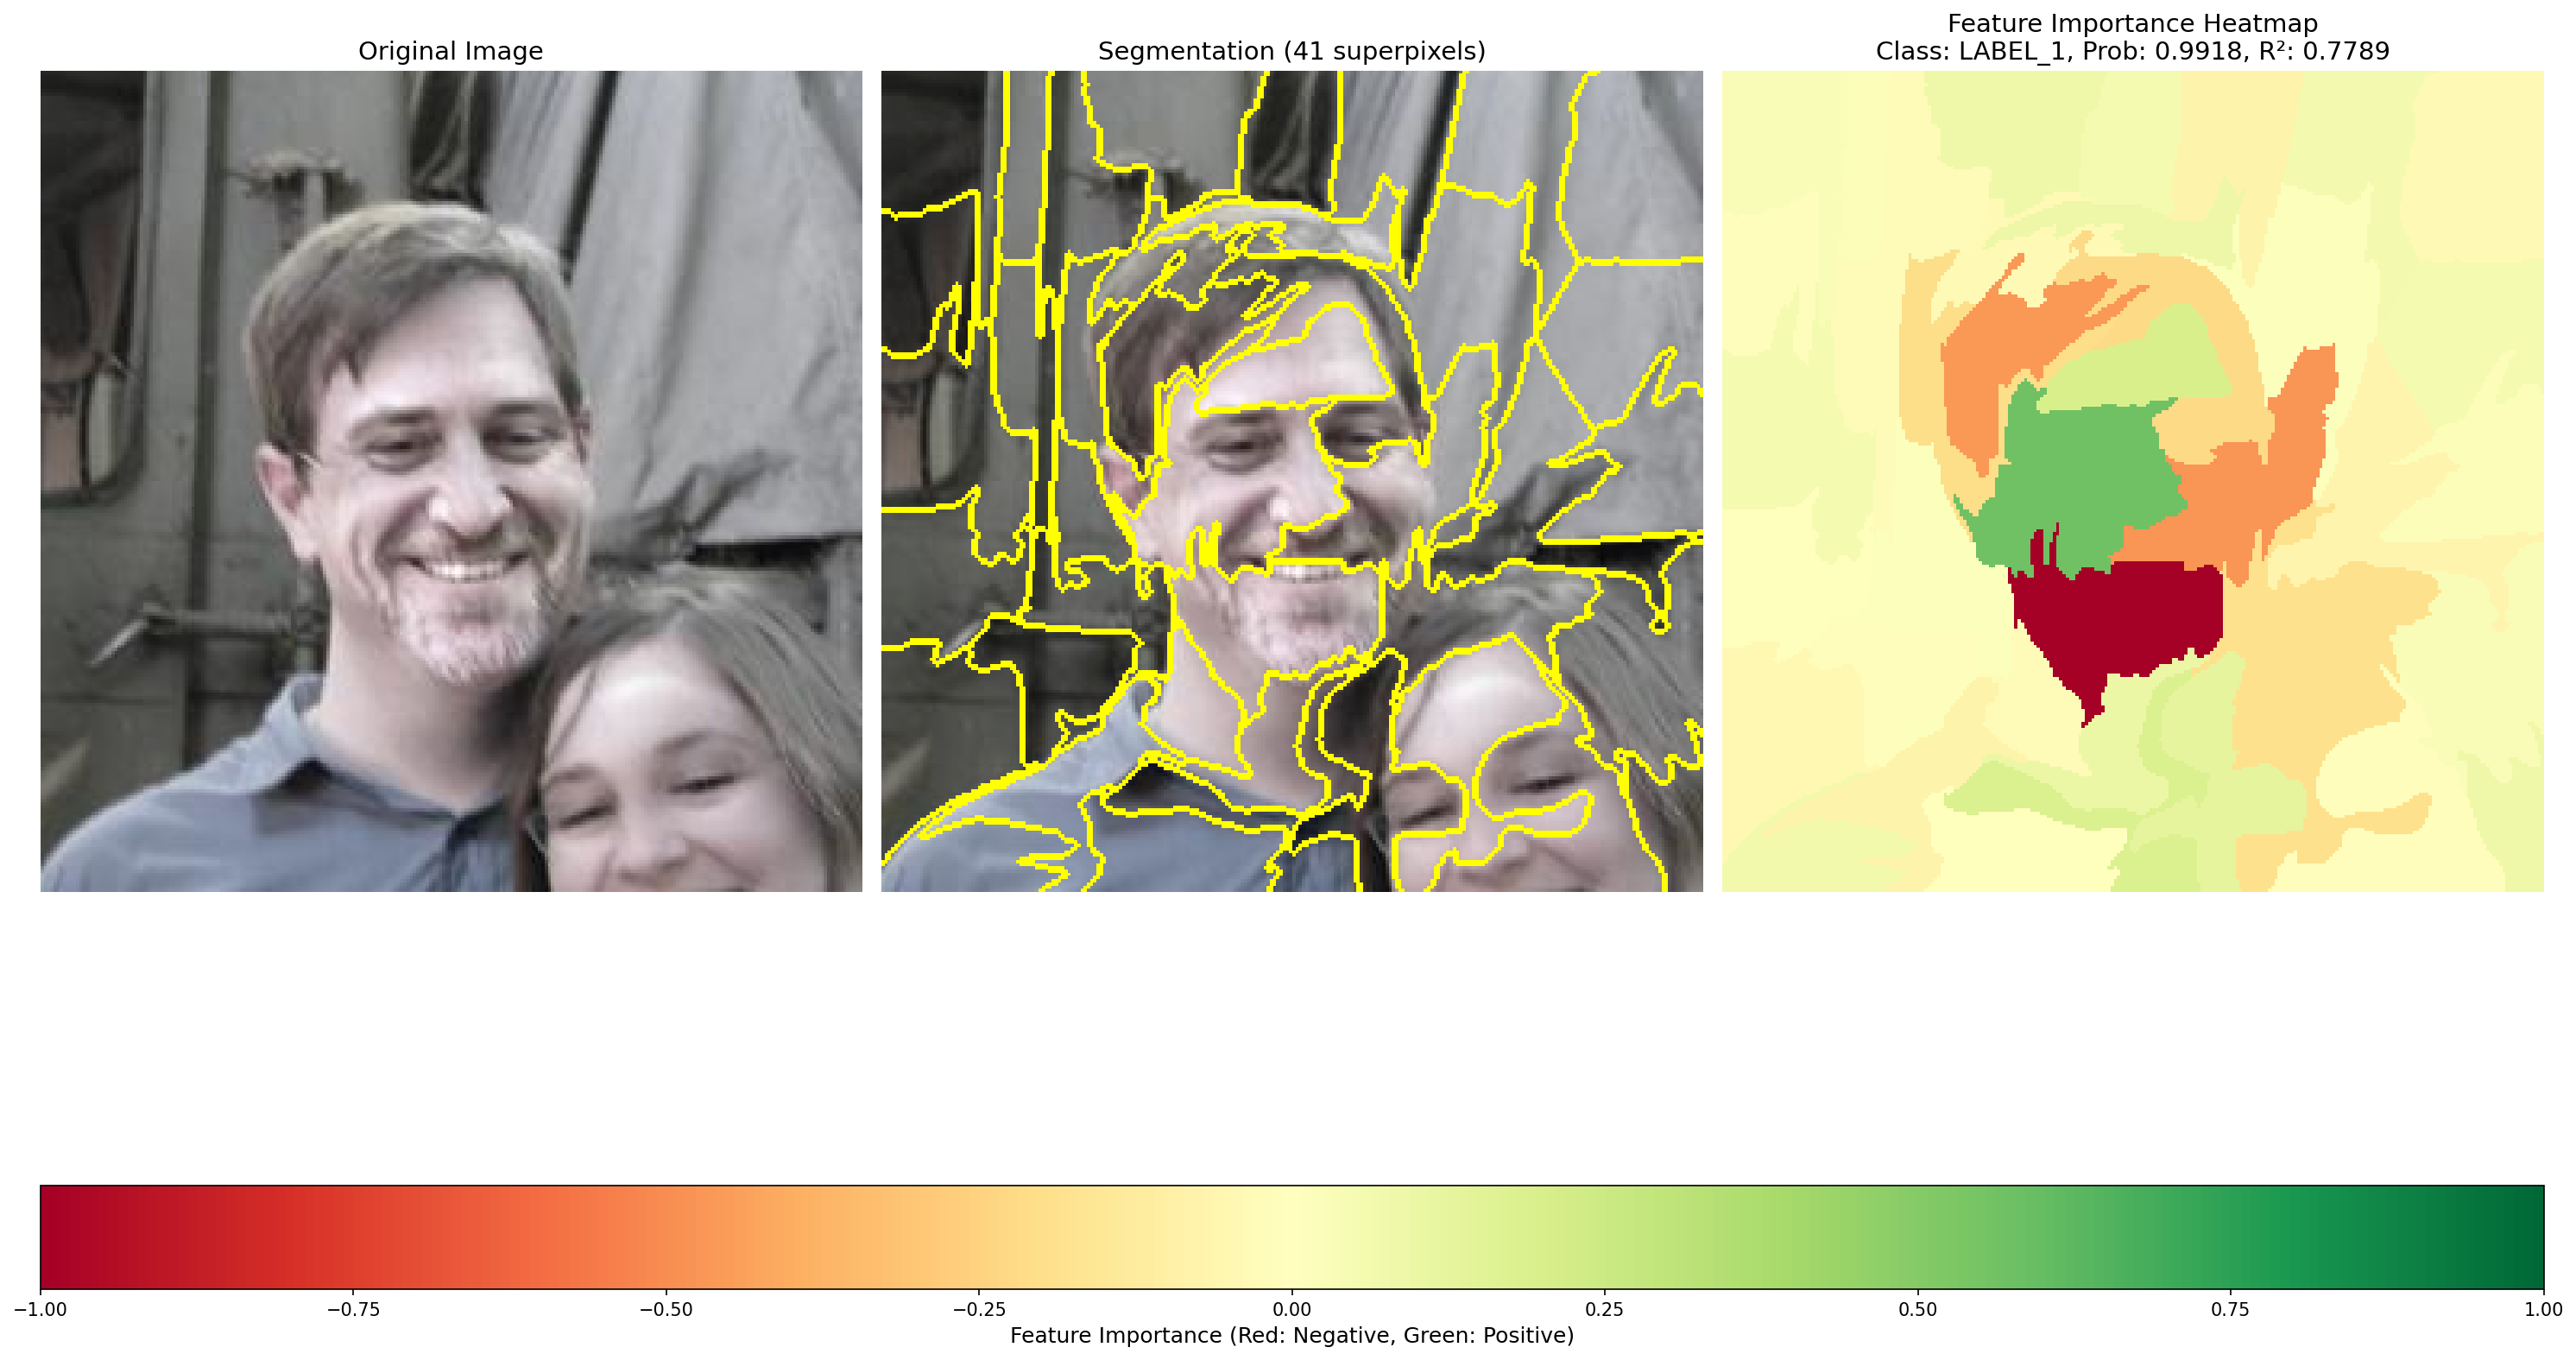 Original Image
Segmentation (41 superpixels)
Feature Importance Heatmap
Class: LABEL_1, Prob: 0.9918, R²: 0.7789
−1.00
−0.75
−0.50
−0.25
0.00
0.25
0.50
0.75
1.00
Feature Importance (Red: Negative, Green: Positive)